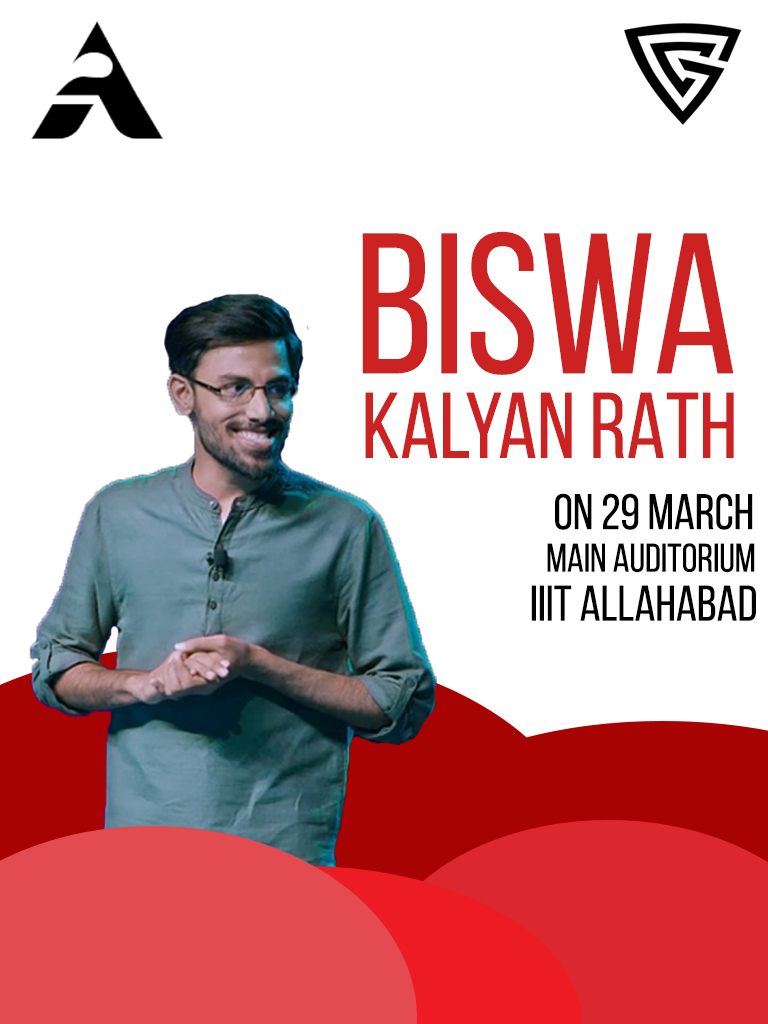 BISWA
KALYAN RATH
ON 29 MARCH
MAIN AUDITORIUM
IIIT ALLAHABAD